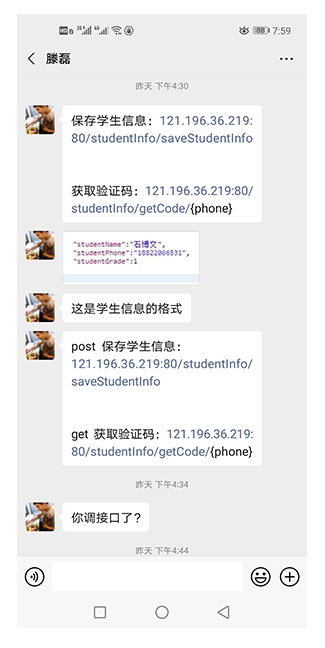 7:59
滕磊
昨天 下午4:30
保存学生信息：121.196.36.219:
80/studentInfo/saveStudentInfo
获取验证码：121.196.36.219:80/
studentInfo/getCode/{phone}
"studentName":"石博文",
"studentPhone":"18822066531",
"studentGrade":1
这是学生信息的格式
post 保存学生信息：
121.196.36.219:80/studentInfo/
saveStudentInfo
get 获取验证码：121.196.36.219:
80/studentInfo/getCode/{phone}
昨天 下午4:34
你调接口了？
昨天 下午4:44